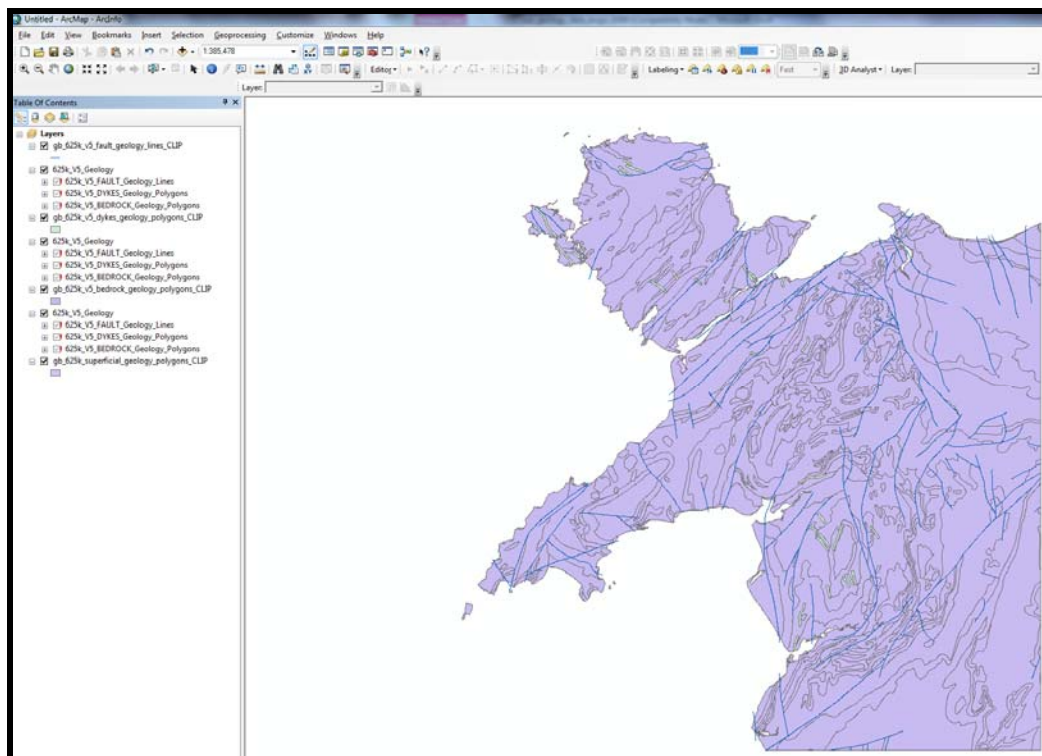 Untitled - ArcMap - ArcInfo
File Edit View Bookmarks Insert Selection Geoprocessing Customize Windows Help
1:385,478
Editor Labeling Fast 3D Analyst Layer:
Layer:
Table Of Contents
Layers
gb_625k_v5_fault_geology_lines_CLIP
625k_V5_Geology
625k_V5_FAULT_Geology_Lines
625k_V5_DYKES_Geology_Polygons
625k_V5_BEDROCK_Geology_Polygons
gb_625k_v5_dykes_geology_polygons_CLIP
625k_V5_Geology
625k_V5_FAULT_Geology_Lines
625k_V5_DYKES_Geology_Polygons
625k_V5_BEDROCK_Geology_Polygons
gb_625k_v5_bedrock_geology_polygons_CLIP
625k_V5_Geology
625k_V5_FAULT_Geology_Lines
625k_V5_DYKES_Geology_Polygons
625k_V5_BEDROCK_Geology_Polygons
gb_625k_superficial_geology_polygons_CLIP